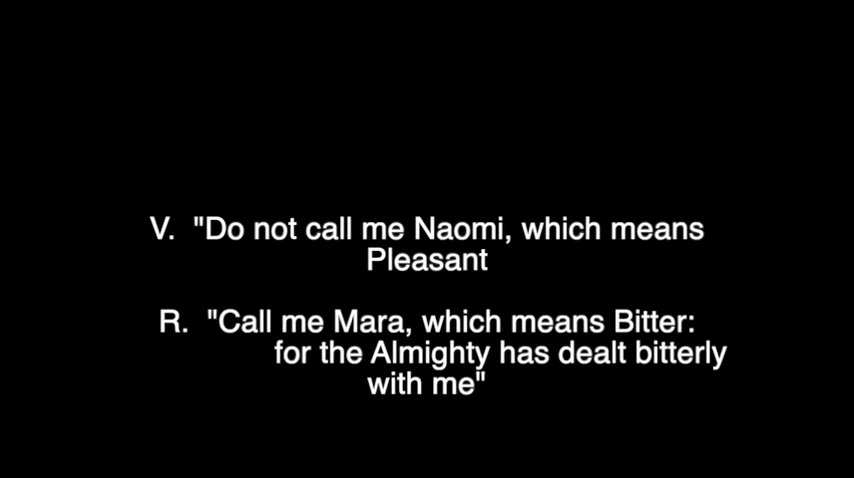 V. "Do not call me Naomi, which means
Pleasant
R. "Call me Mara, which means Bitter:
for the Almighty has dealt bitterly
with me"